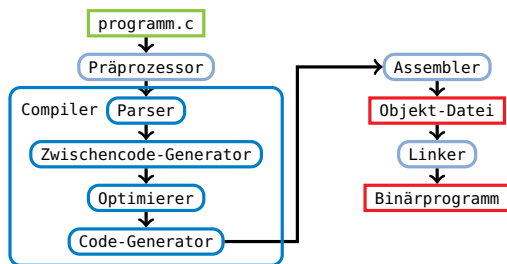 programm.c
Präprozessor
Compiler
Parser
Zwischencode-Generator
Optimierer
Code-Generator
Assembler
Objekt-Datei
Linker
Binärprogramm